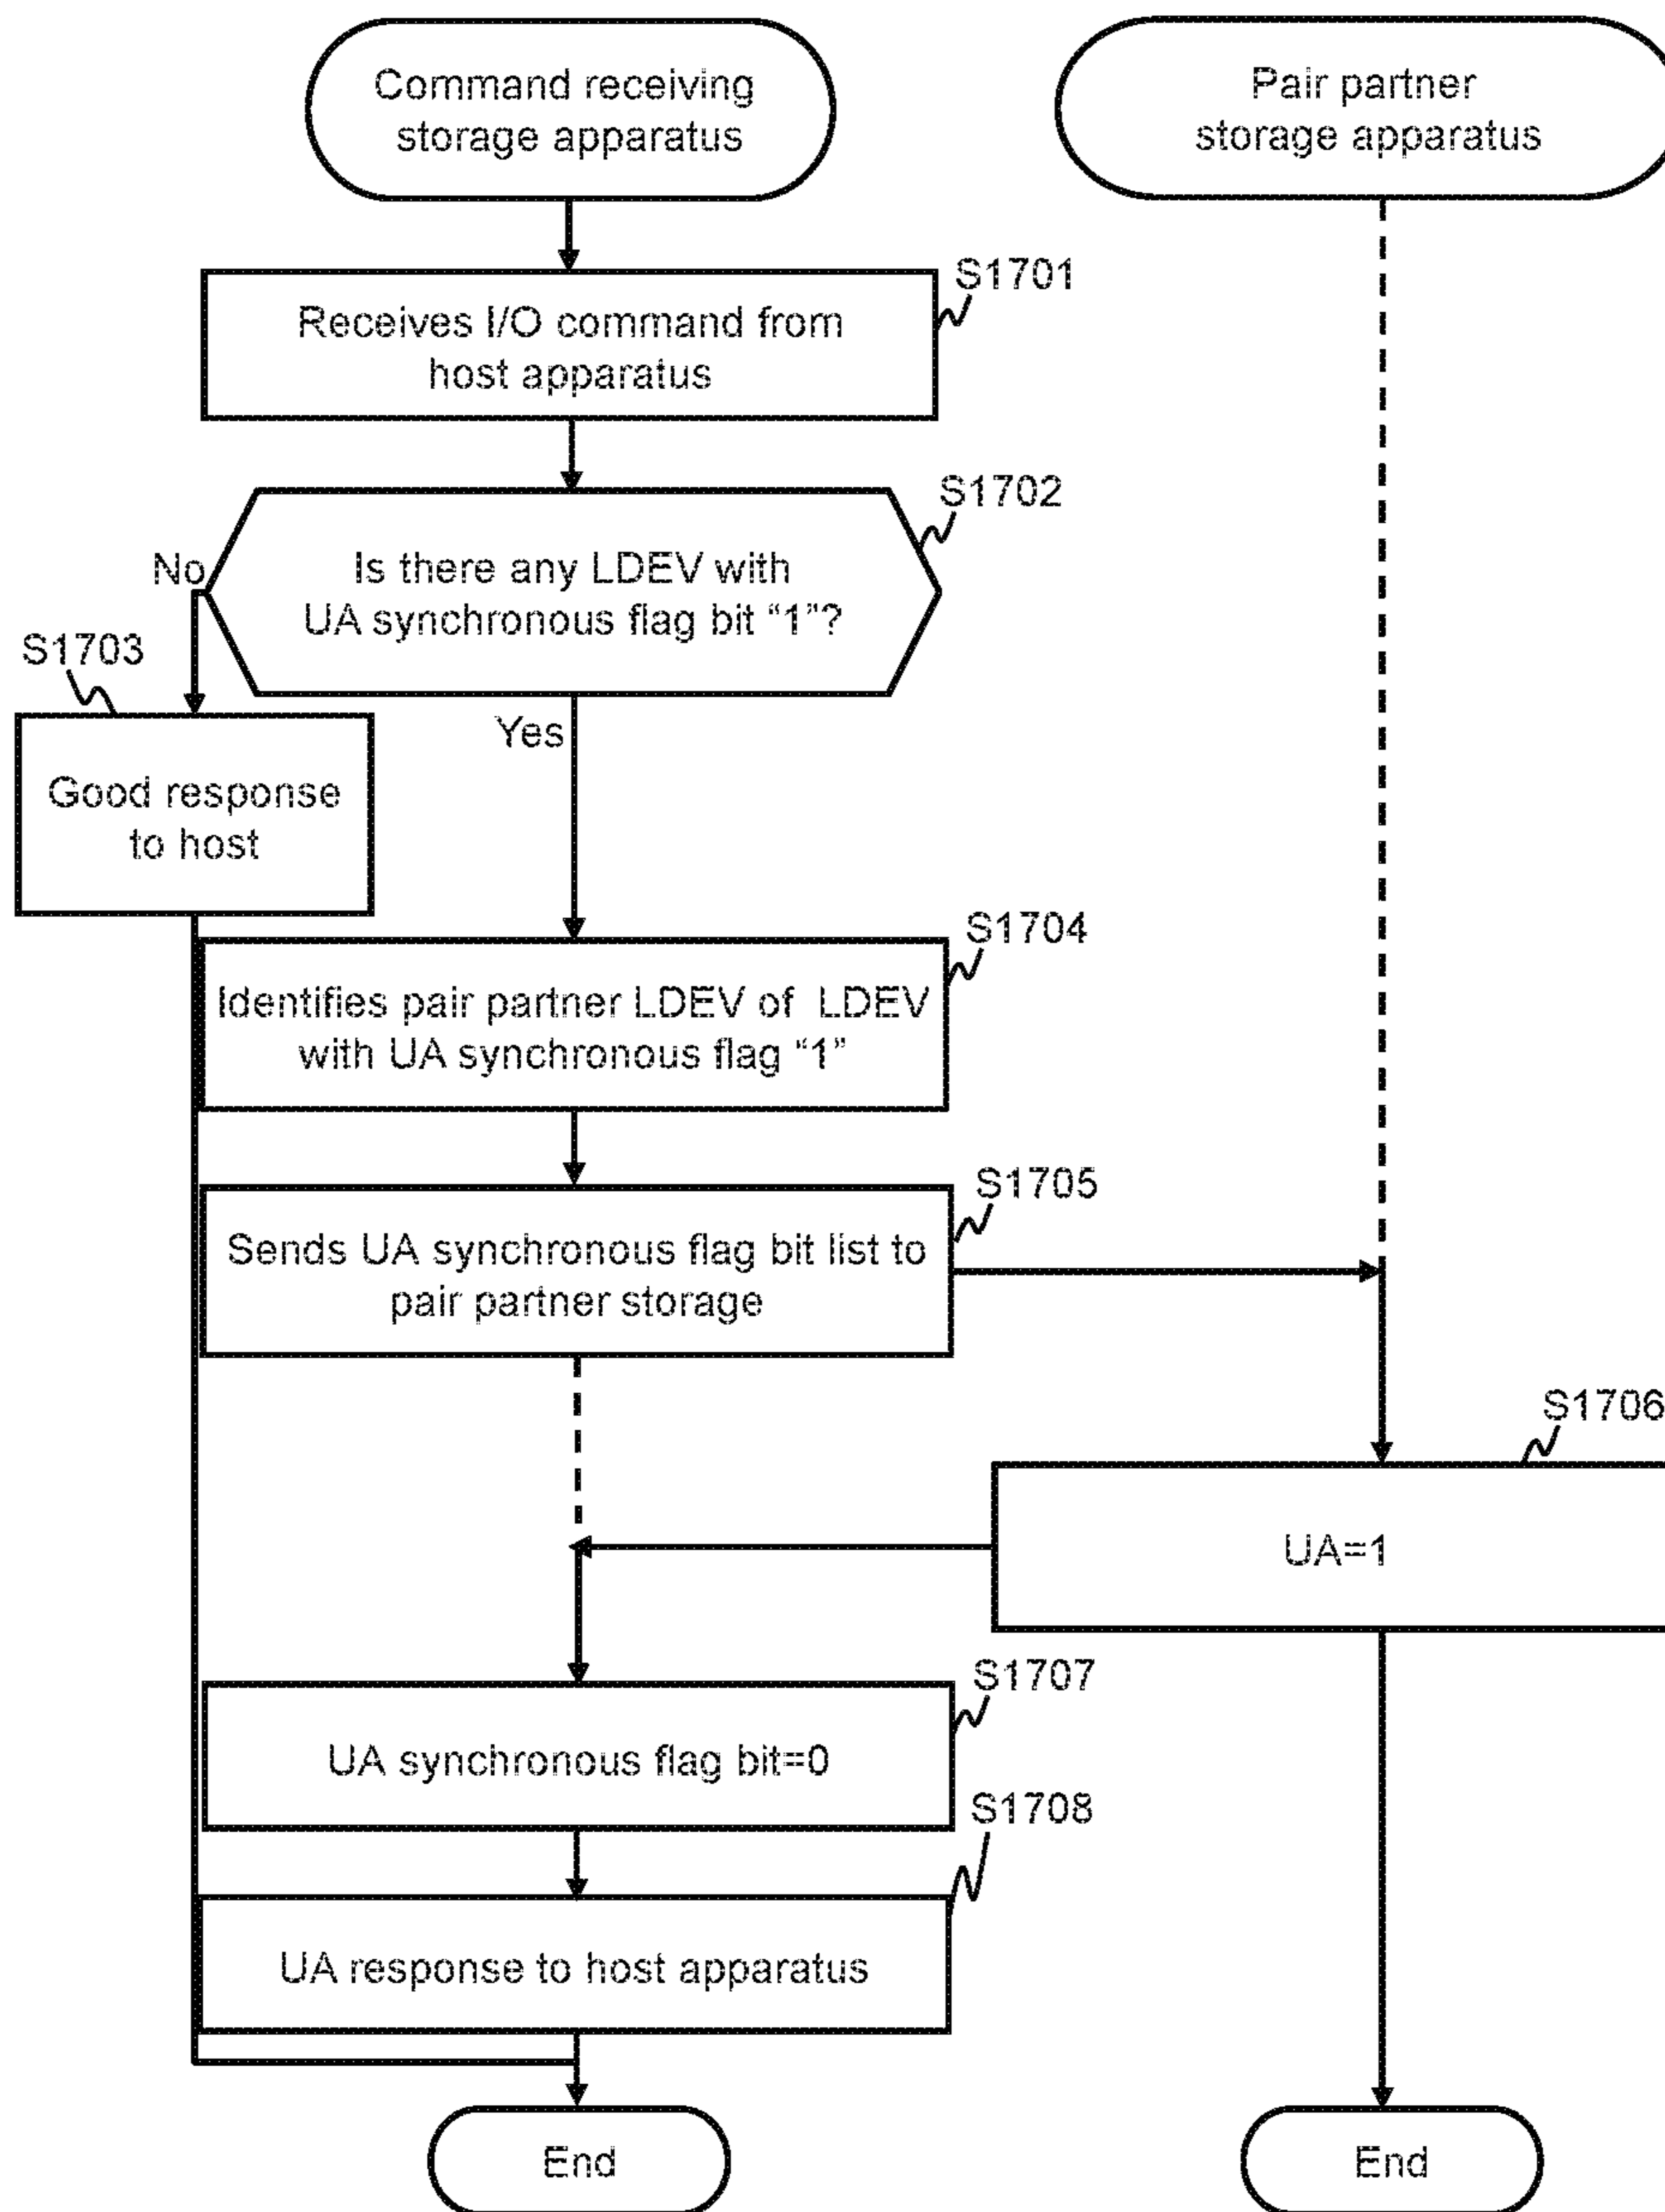 Command receiving
storage apparatus
Pair partner
storage apparatus
S1701
Receives I/O command from
host apparatus
S1702
Is there any LDEV with
UA synchronous flag bit “1”?
No
S1703
Yes
Good response
to host
S1704
Identifies pair partner LDEV of LDEV
with UA synchronous flag “1”
S1705
Sends UA synchronous flag bit list to
pair partner storage
S1706
UA=1
S1707
UA synchronous flag bit=0
S1708
UA response to host apparatus
End
End